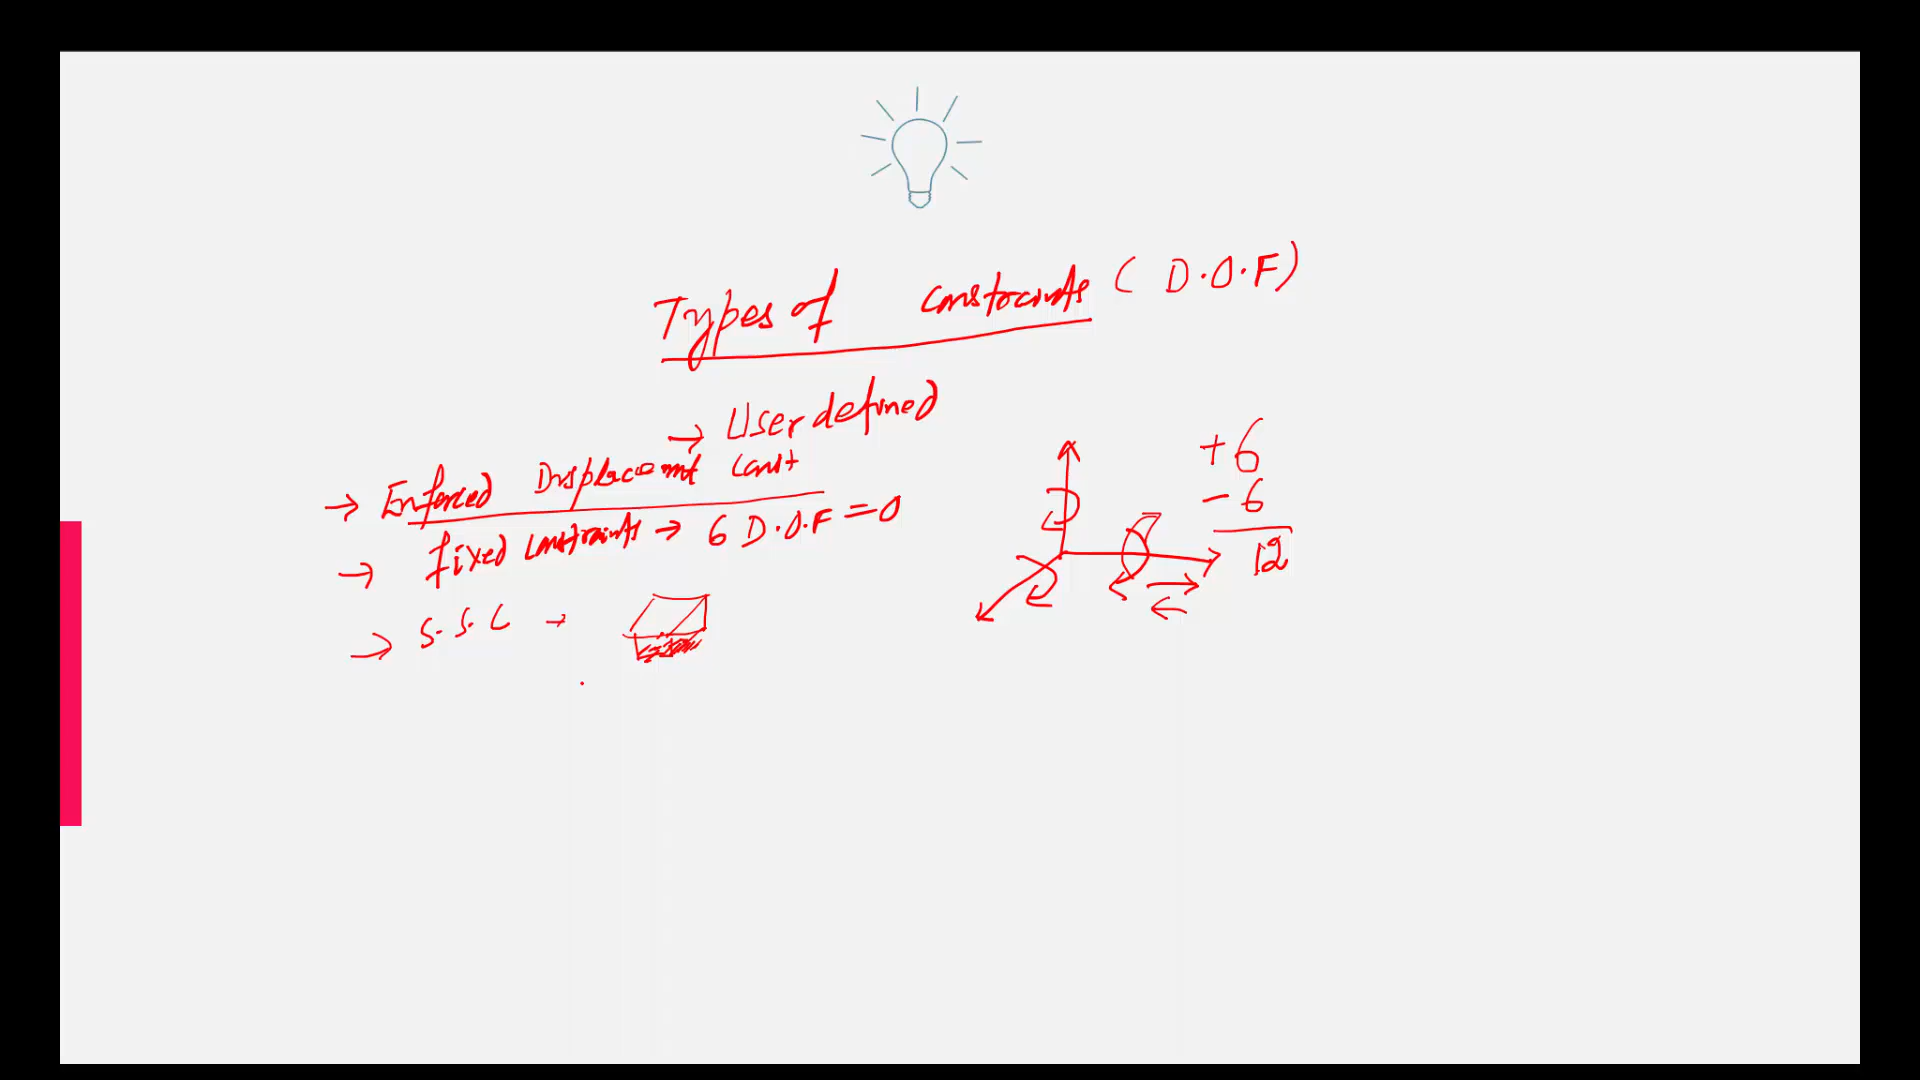 Types of constraints ( D.O.F)
→ User defined
→ Enforced Displacement Const
→ fixed constraints → 6 D.O.F = 0
→ S.S.C →
+6
-6
12